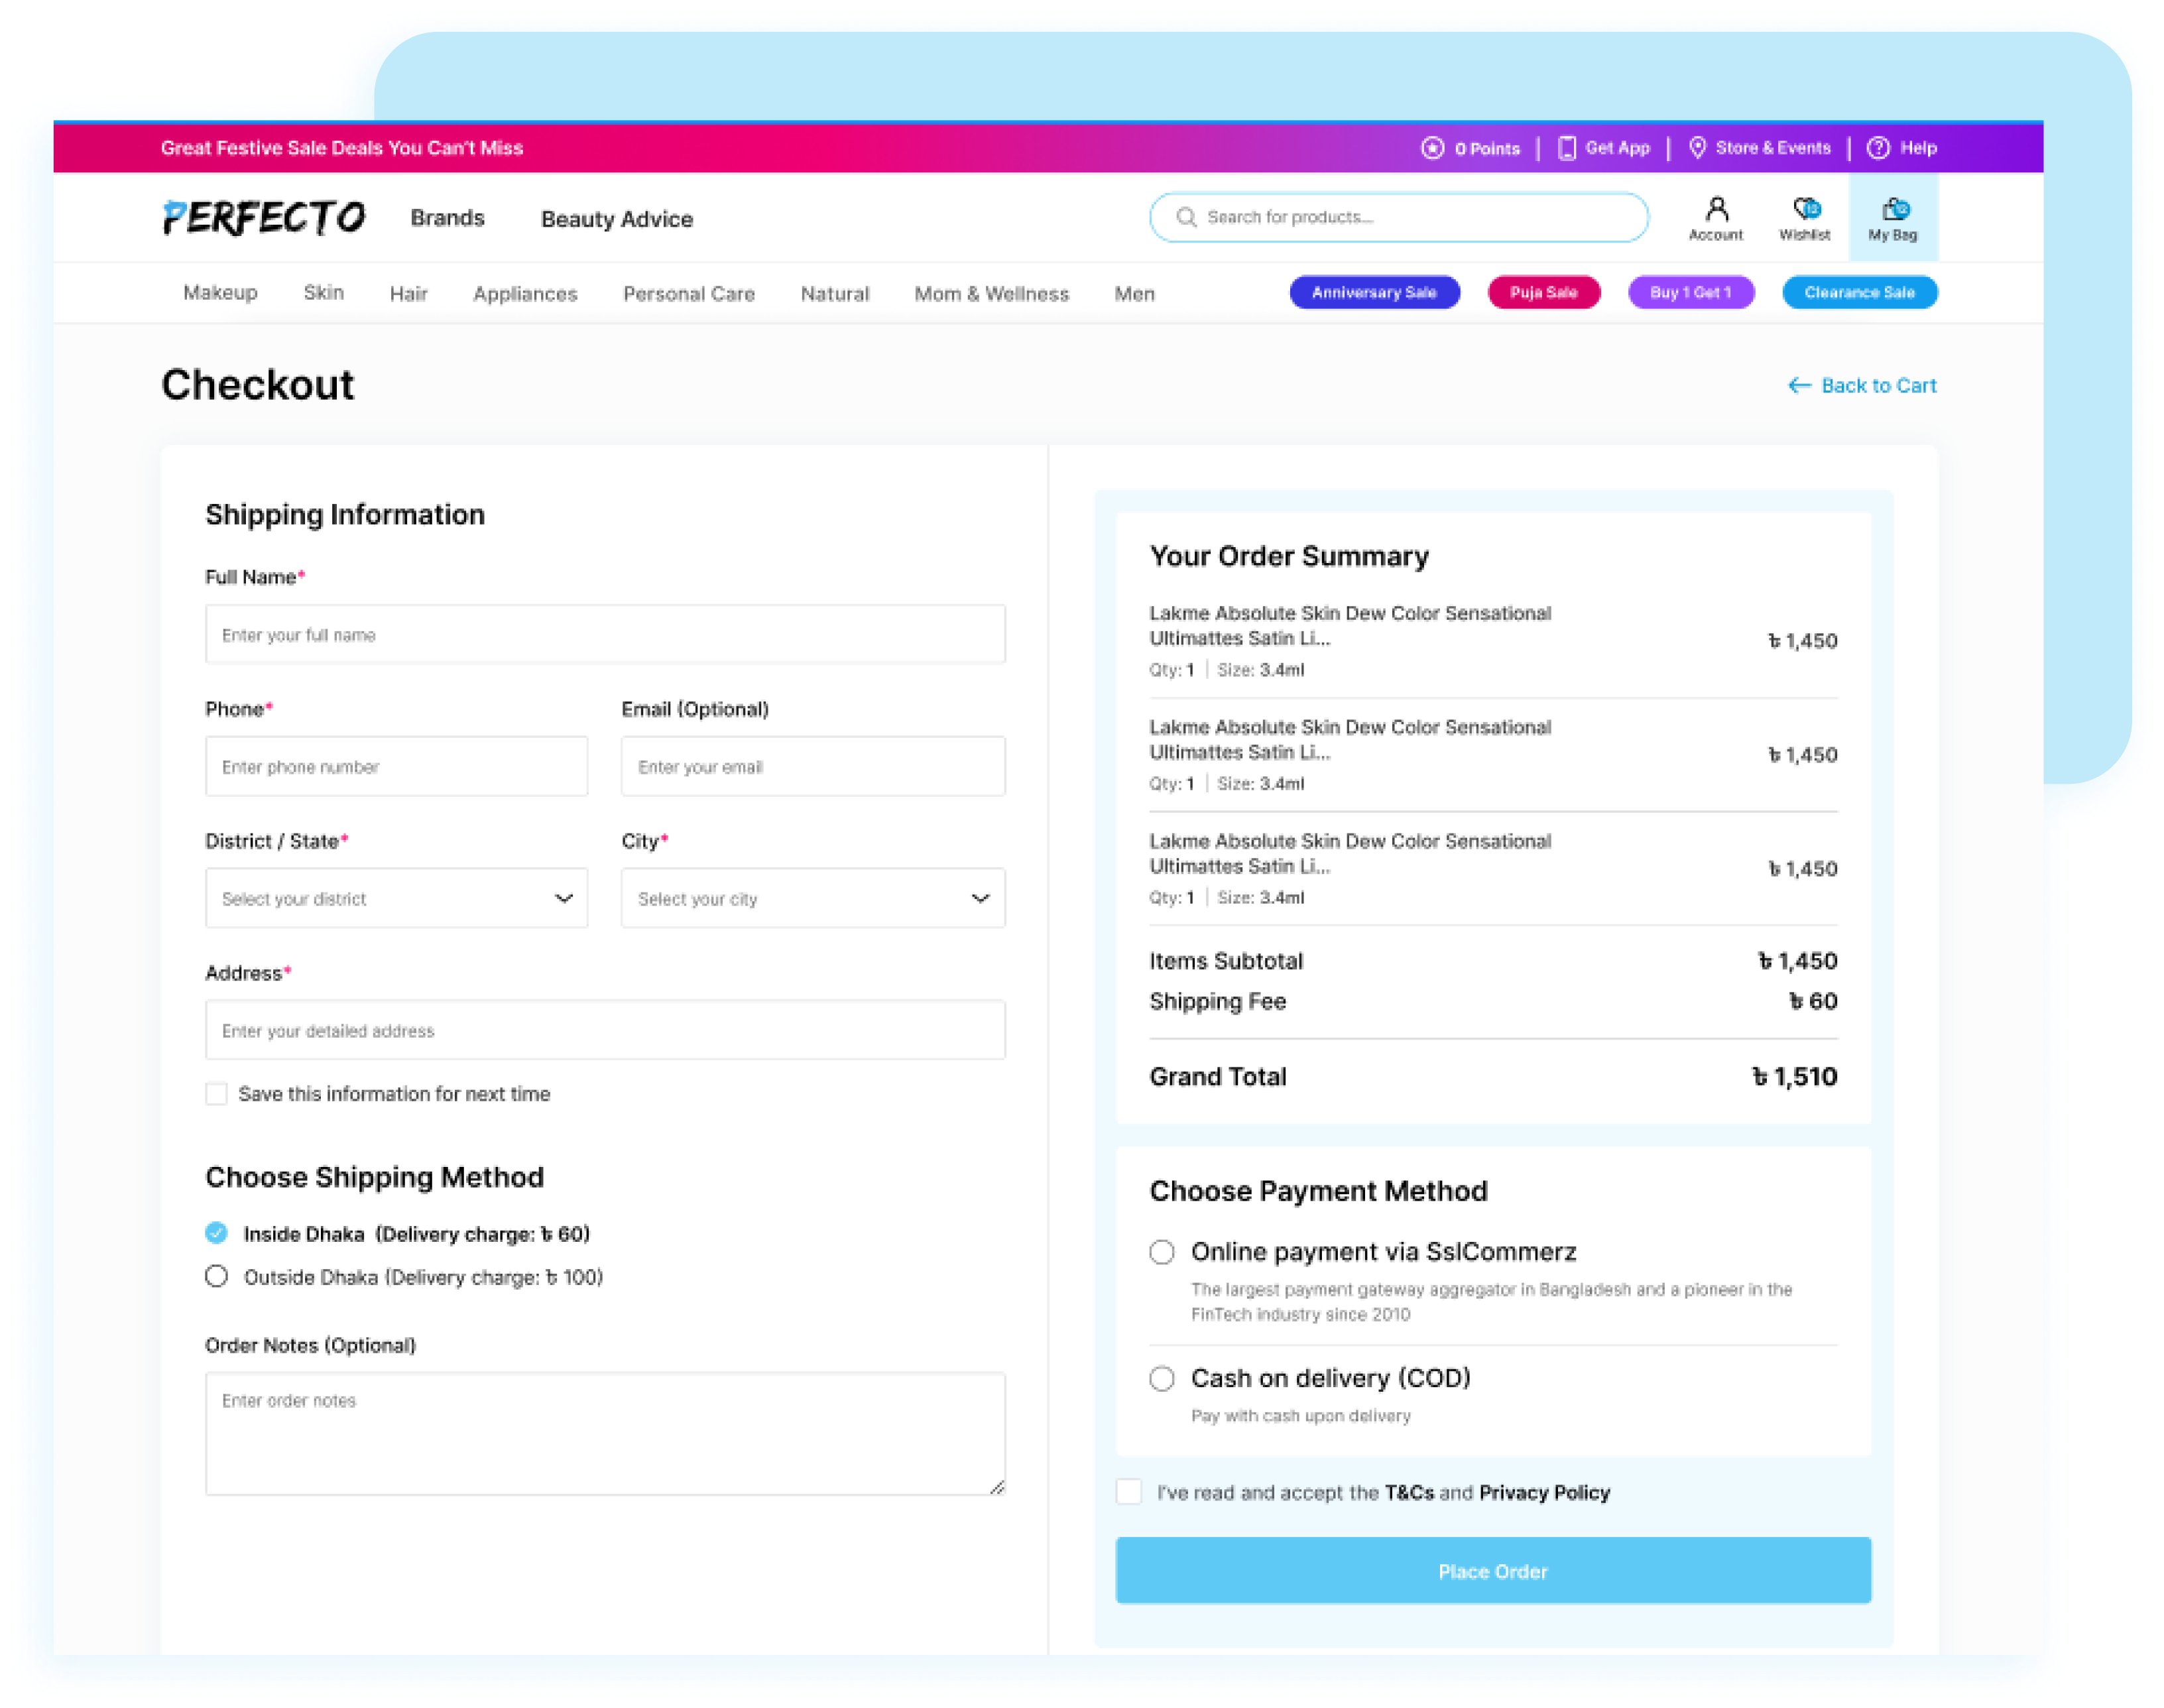 Great Festive Sale Deals You Can't Miss
0 Points
Get App
Store & Events
Help
PERFECTO
Brands
Beauty Advice
Search for products...
Account
Wishlist
My Bag
Makeup
Skin
Hair
Appliances
Personal Care
Natural
Mom & Wellness
Men
Anniversary Sale
Puja Sale
Buy 1 Get 1
Clearance Sale
Checkout
← Back to Cart
Shipping Information
Full Name*
Enter your full name
Phone*
Email (Optional)
Enter phone number
Enter your email
District / State*
City*
Select your district
Select your city
Address*
Enter your detailed address
Save this information for next time
Choose Shipping Method
Inside Dhaka (Delivery charge: ৳ 60)
Outside Dhaka (Delivery charge: ৳ 100)
Order Notes (Optional)
Enter order notes
Your Order Summary
Lakme Absolute Skin Dew Color Sensational
Ultimattes Satin Li...
৳ 1,450
Qty: 1 | Size: 3.4ml
Lakme Absolute Skin Dew Color Sensational
Ultimattes Satin Li...
৳ 1,450
Qty: 1 | Size: 3.4ml
Lakme Absolute Skin Dew Color Sensational
Ultimattes Satin Li...
৳ 1,450
Qty: 1 | Size: 3.4ml
Items Subtotal ৳ 1,450
Shipping Fee ৳ 60
Grand Total ৳ 1,510
Choose Payment Method
Online payment via SslCommerz
The largest payment gateway aggregator in Bangladesh and a pioneer in the
FinTech industry since 2010
Cash on delivery (COD)
Pay with cash upon delivery
I've read and accept the T&Cs and Privacy Policy
Place Order